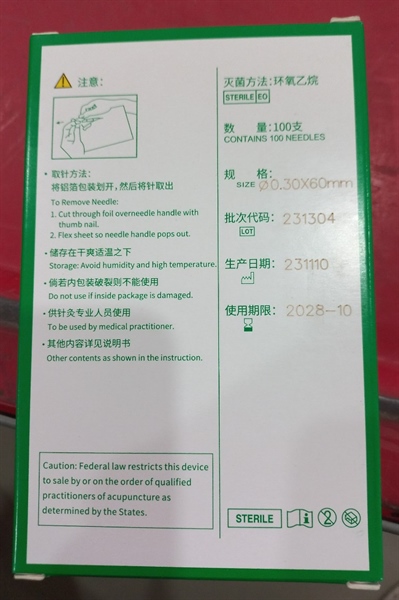 注意:
• 取针方法:
将铝箔包装划开, 然后将针取出
To Remove Needle:
1. Cut through foil overneedle handle with
thumb nail.
2. Flex sheet so needle handle pops out.
• 储存在干爽适温之下
Storage: Avoid humidity and high temperature.
• 倘若内包装破裂则不能使用
Do not use if inside package is damaged.
• 供针灸专业人员使用
To be used by medical practitioner.
• 其他内容详见说明书
Other contents as shown in the instruction.
Caution: Federal law restricts this device
to sale by or on the order of qualified
practitioners of acupuncture as
determined by the States.
灭菌方法: 环氧乙烷
STERILE EO
数 量: 100支
CONTAINS 100 NEEDLES
规 格:
SIZE Ø0.30X60mm
批次代码: 231304
LOT
生产日期: 231110
使用期限: 2028-10
STERILE i 2